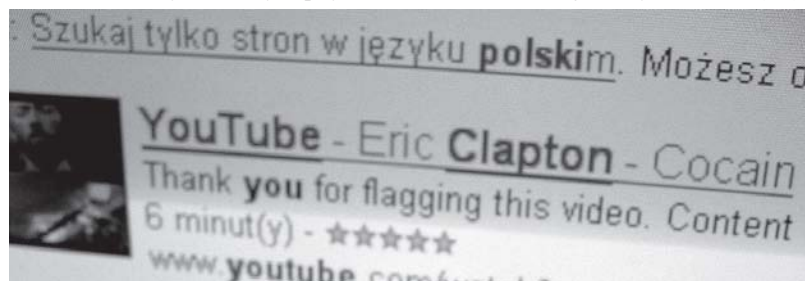 : Szukaj tylko stron w języku polskim. Możesz
YouTube - Eric Clapton - Cocain
Thank you for flagging this video. Content
6 minut(y) - ★★★★★
www.youtube.com